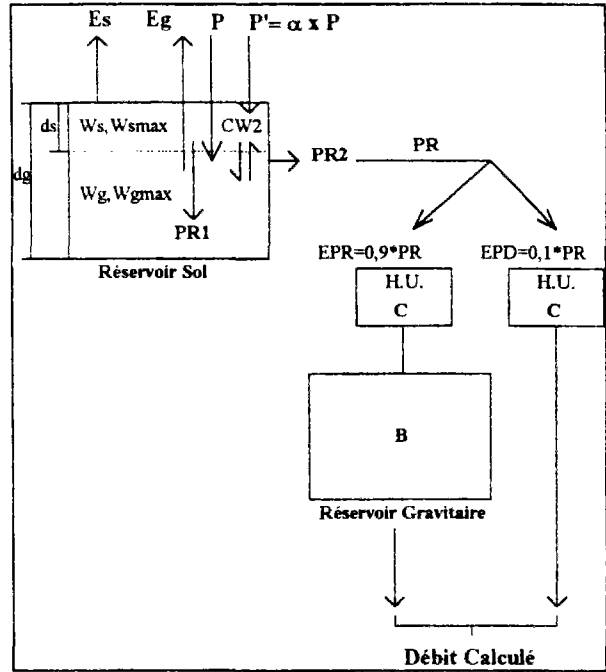 Es Eg P P'= α x P
ds Ws, Wsmax CW2
dg Wg, Wgmax
PR1
PR2 PR
Réservoir Sol
EPR=0,9*PR EPD=0,1*PR
H.U. H.U.
C C
B
Réservoir Gravitaire
Débit Calculé